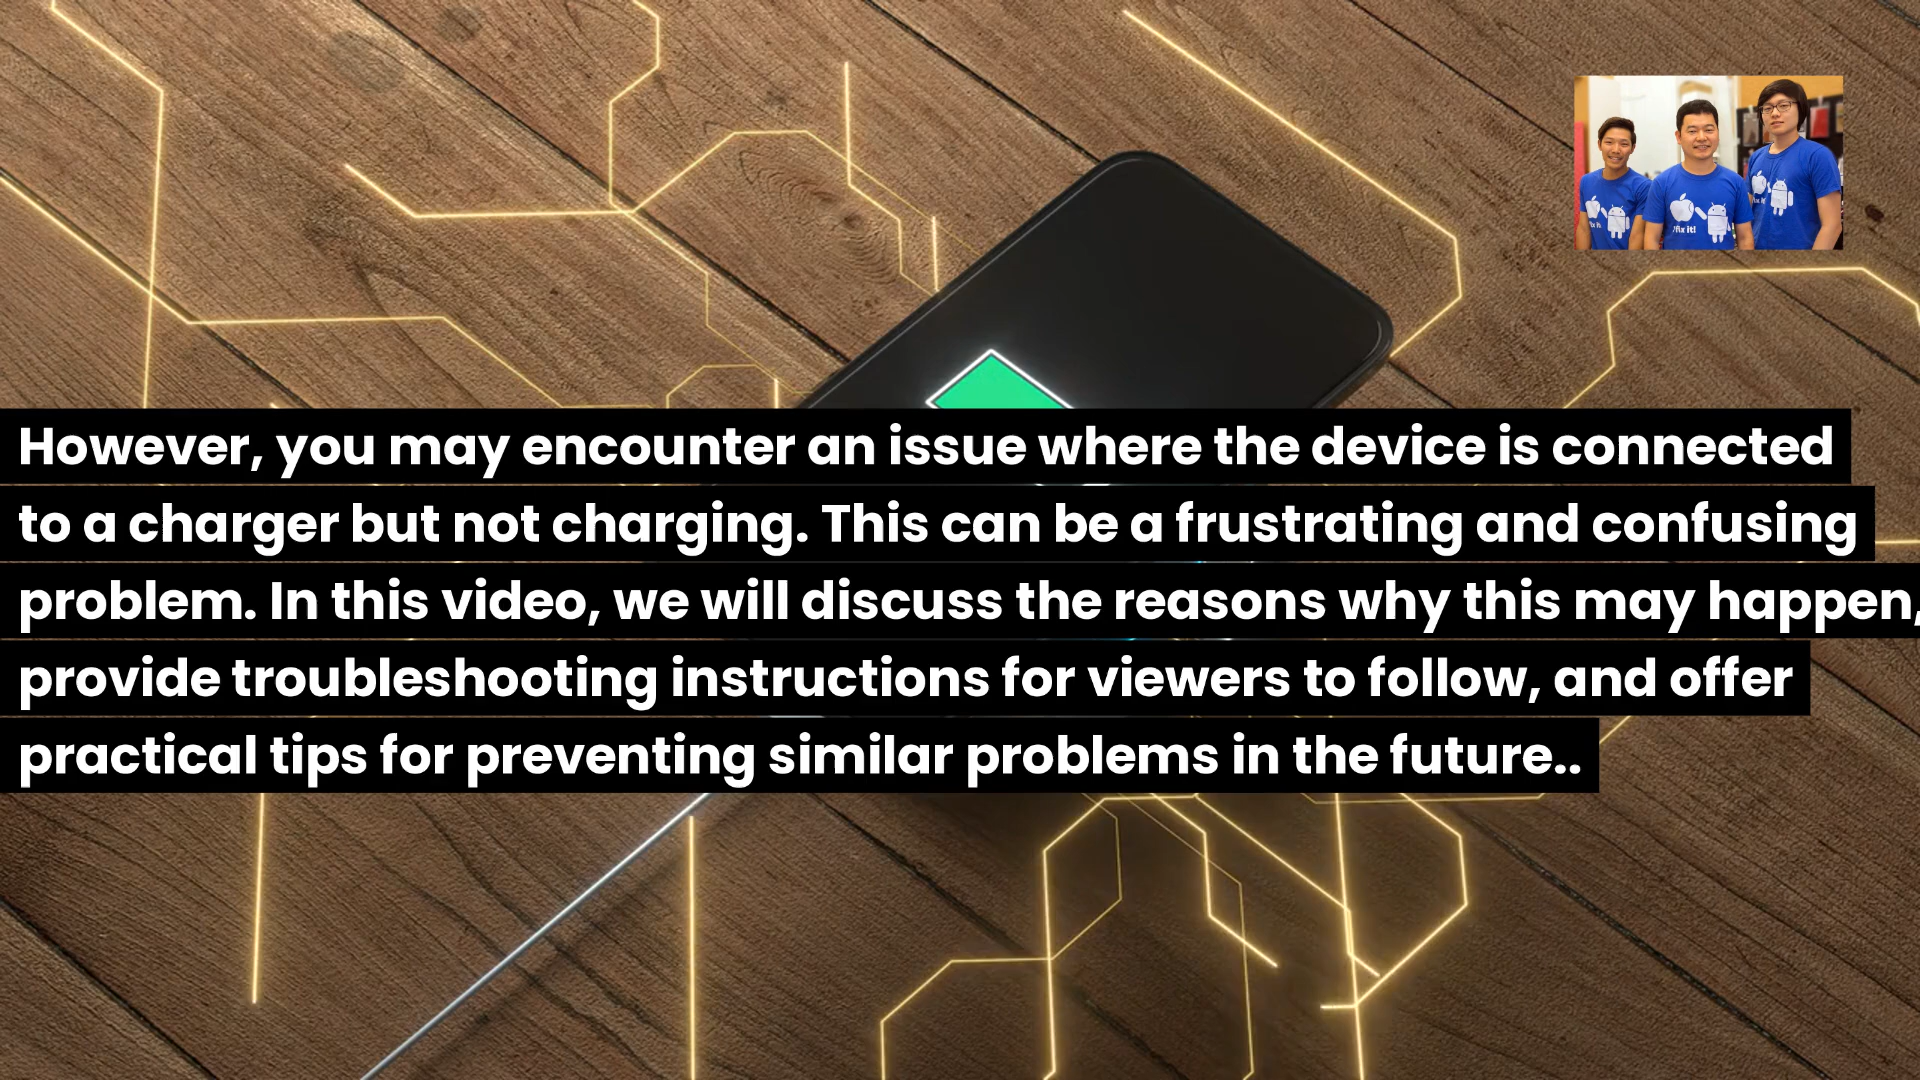 However, you may encounter an issue where the device is connected
to a charger but not charging. This can be a frustrating and confusing
problem. In this video, we will discuss the reasons why this may happen,
provide troubleshooting instructions for viewers to follow, and offer
practical tips for preventing similar problems in the future..
fix it!